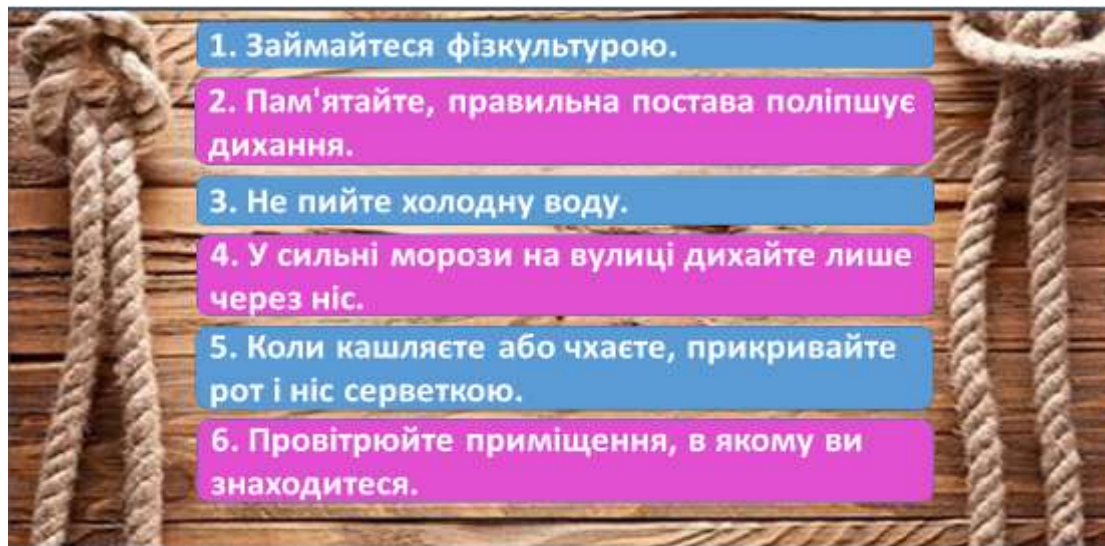 1. Займайтеся фізкультурою.
2. Пам'ятайте, правильна постава поліпшує
дихання.
3. Не пийте холодну воду.
4. У сильні морози на вулиці дихайте лише
через ніс.
5. Коли кашляєте або чхаєте, прикривайте
рот і ніс серветкою.
6. Провітрюйте приміщення, в якому ви
знаходитеся.